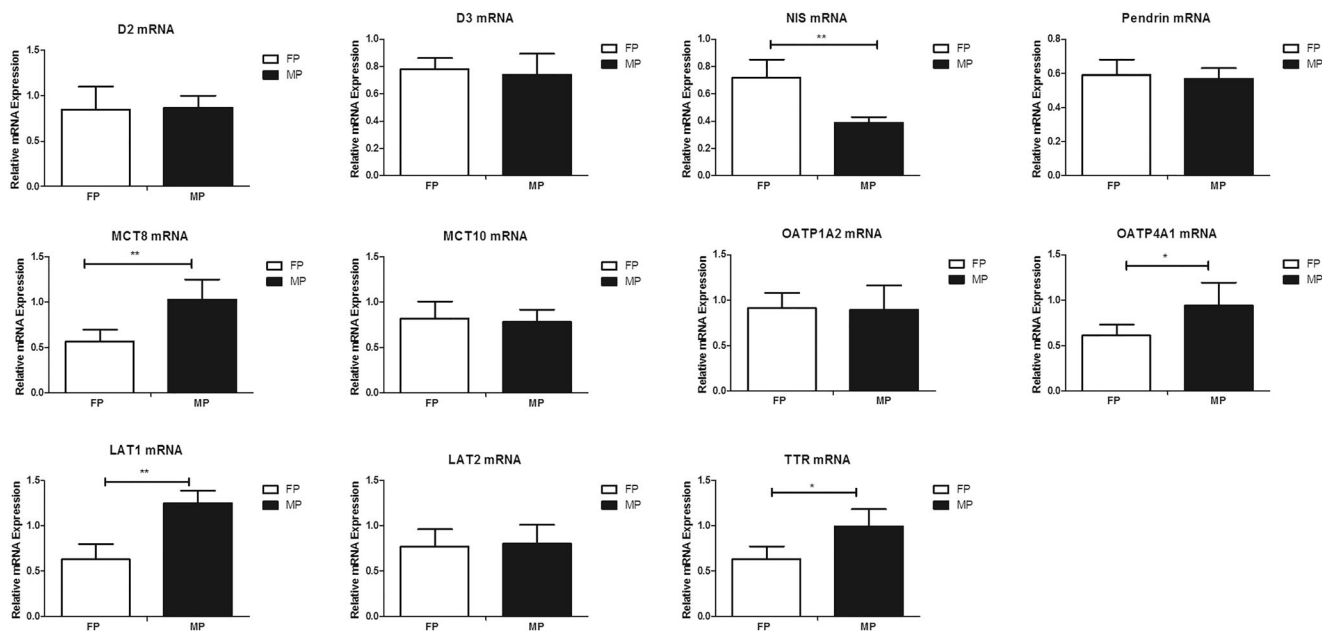 D2 mRNA
Relative mRNA Expression
1.5
1.0
0.5
0.0
FP
MP
FP
MP
D3 mRNA
Relative mRNA Expression
1.0
0.8
0.6
0.4
0.2
0.0
FP
MP
FP
MP
NIS mRNA
Relative mRNA Expression
1.0
0.8
0.6
0.4
0.2
0.0
**
FP
MP
FP
MP
Pendrin mRNA
Relative mRNA Expression
0.8
0.6
0.4
0.2
0.0
FP
MP
FP
MP
MCT8 mRNA
Relative mRNA Expression
1.5
1.0
0.5
0.0
**
FP
MP
FP
MP
MCT10 mRNA
Relative mRNA Expression
1.5
1.0
0.5
0.0
FP
MP
FP
MP
OATP1A2 mRNA
Relative mRNA Expression
1.5
1.0
0.5
0.0
FP
MP
FP
MP
OATP4A1 mRNA
Relative mRNA Expression
1.5
1.0
0.5
0.0
*
FP
MP
FP
MP
LAT1 mRNA
Relative mRNA Expression
1.5
1.0
0.5
0.0
**
FP
MP
FP
MP
LAT2 mRNA
Relative mRNA Expression
1.5
1.0
0.5
0.0
FP
MP
FP
MP
TTR mRNA
Relative mRNA Expression
1.5
1.0
0.5
0.0
*
FP
MP
FP
MP